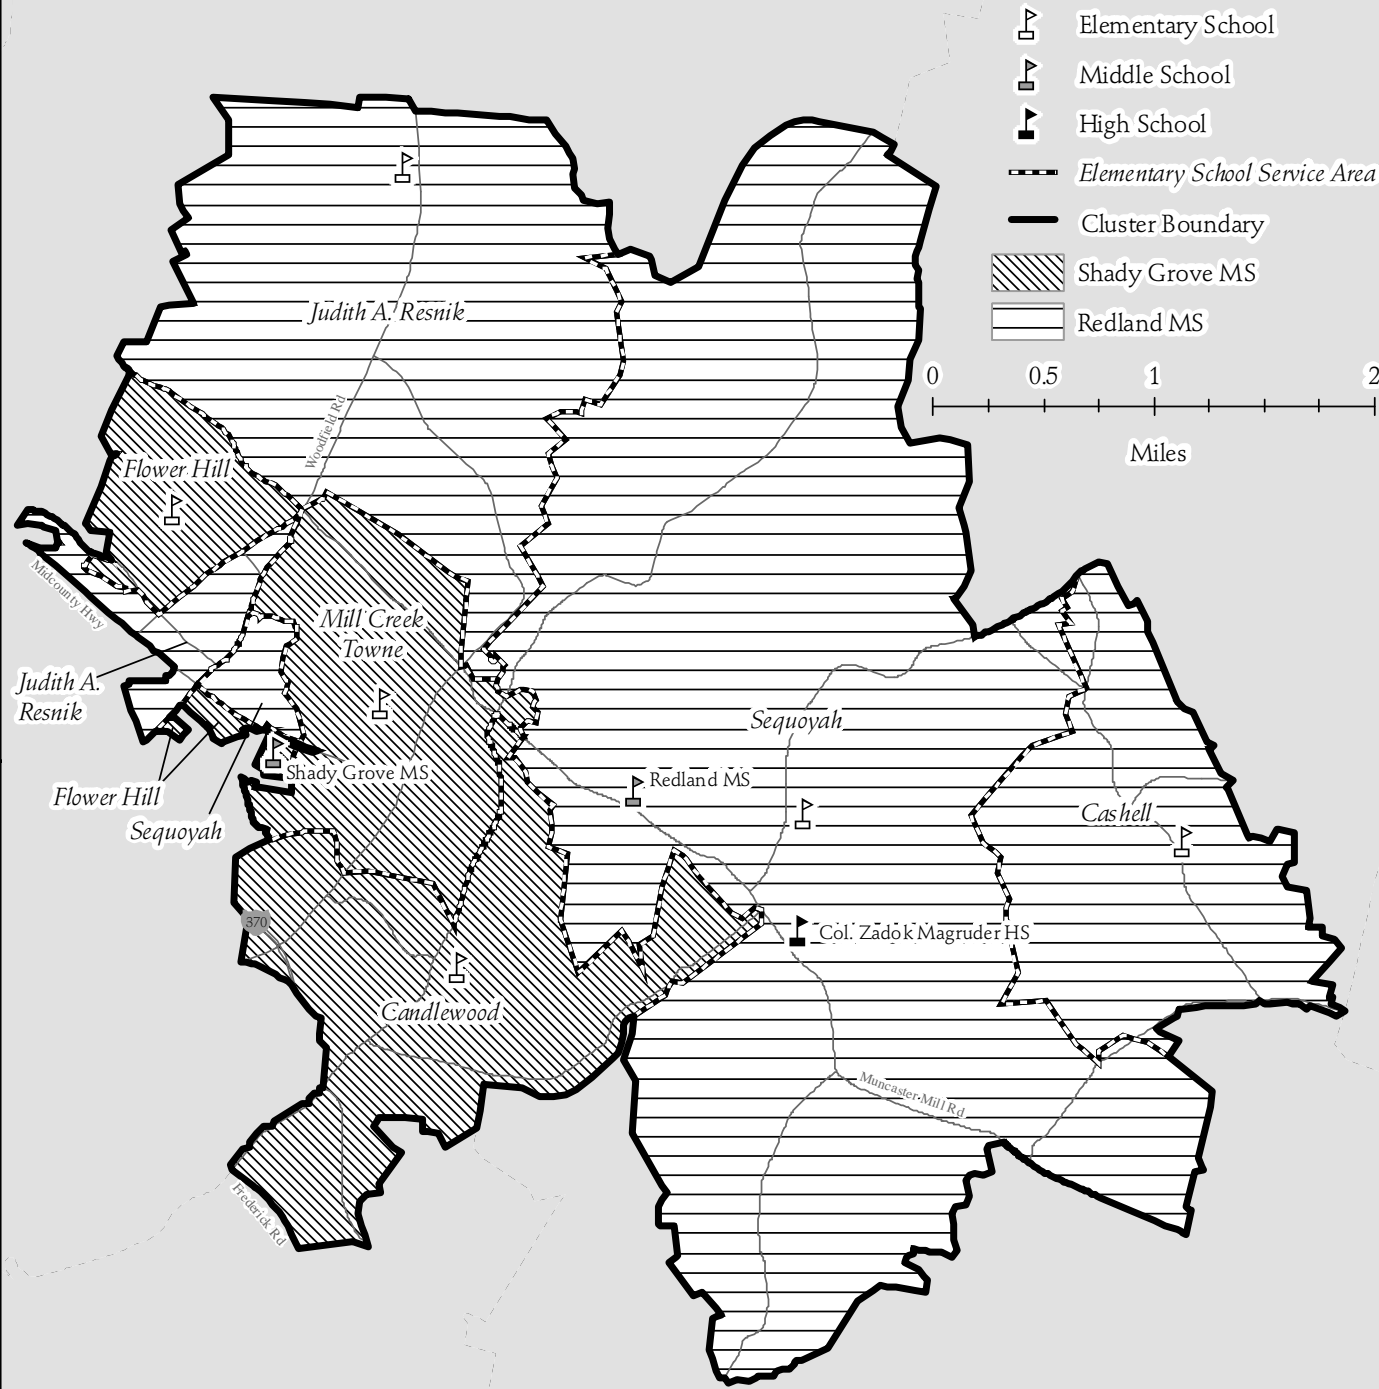 Elementary School
Middle School
High School
Elementary School Service Area
Cluster Boundary
Shady Grove MS
Redland MS
0 0.5 1 2
Miles
Judith A. Resnik
Woodfield Rd
Flower Hill
Midcounty Hwy
Mill Creek
Towne
Judith A.
Resnik
Sequoyah
Shady Grove MS
Redland MS
Flower Hill
Sequoyah
Cashell
370
Col. Zadok Magruder HS
Candlewood
Muncaster Mill Rd
Frederick Rd